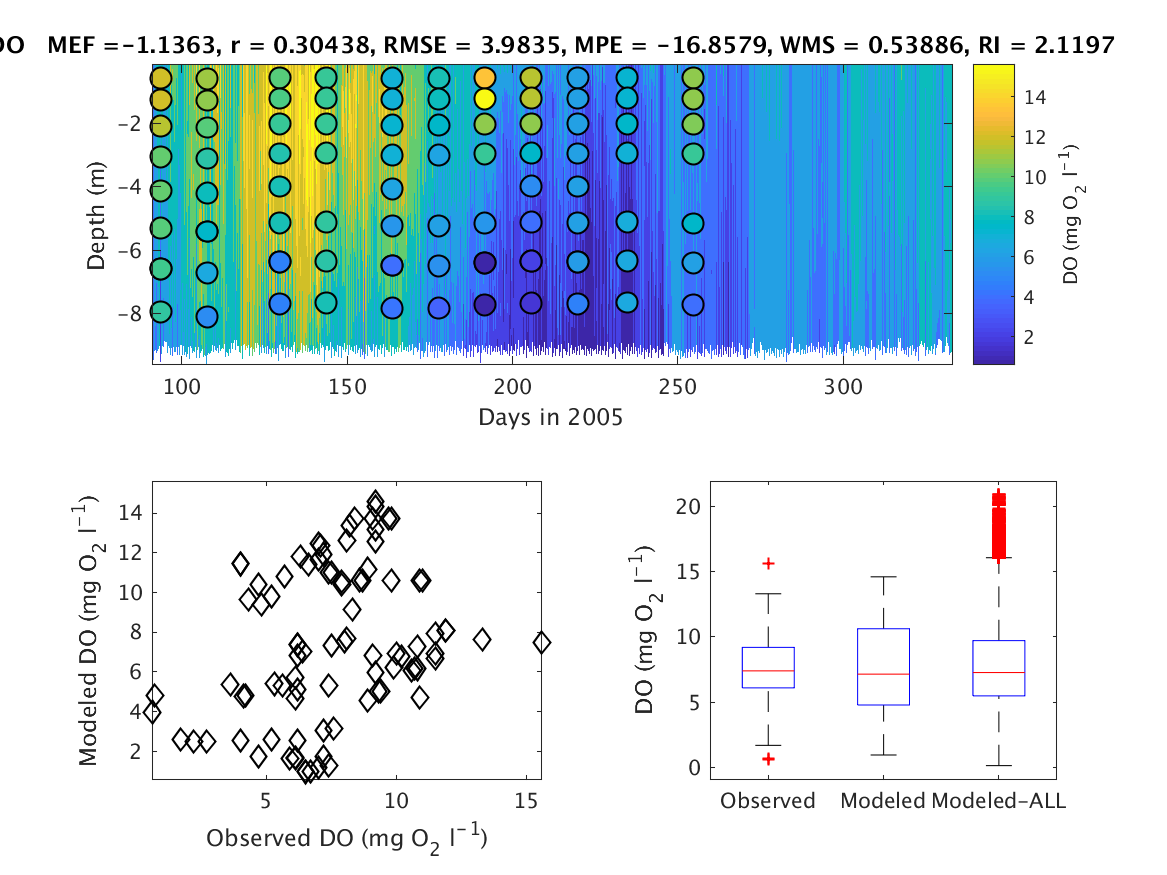 DO MEF =-1.1363, r = 0.30438, RMSE = 3.9835, MPE = -16.8579, WMS = 0.53886, RI = 2.1197
-2
-4
-6
-8
Depth (m)
100 150 200 250 300
Days in 2005
14
12
10
8
6
4
2
DO (mg O2 l-1)
14
12
10
8
6
4
2
Modeled DO (mg O2 l-1)
5 10 15
Observed DO (mg O2 l-1)
20
15
10
5
0
DO (mg O2 l-1)
Observed Modeled Modeled-ALL